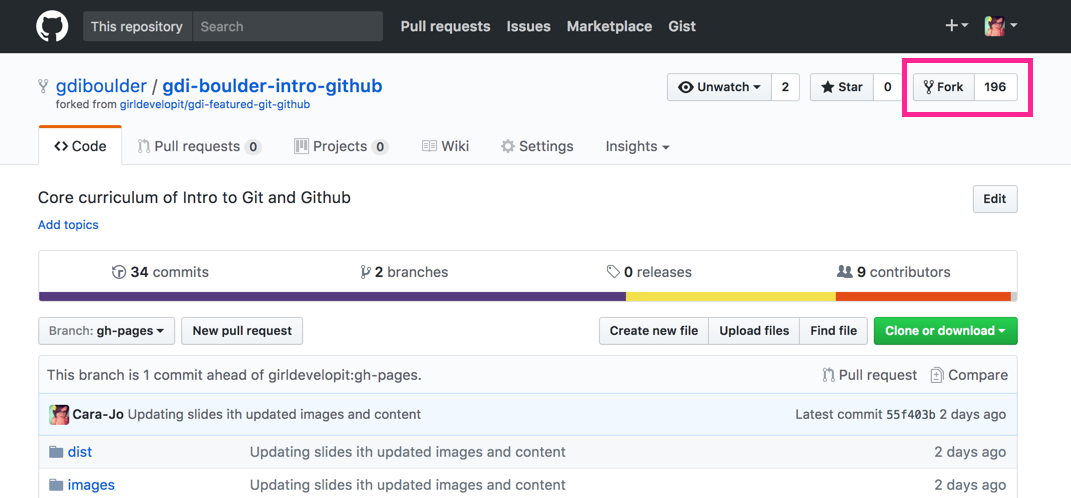 This repository Search Pull requests Issues Marketplace Gist
gdiboulder / gdi-boulder-intro-github Unwatch 2 Star 0 Fork 196
forked from girldevelopit/gdi-featured-git-github
Code Pull requests 0 Projects 0 Wiki Settings Insights
Core curriculum of Intro to Git and Github Edit
Add topics
34 commits 2 branches 0 releases 9 contributors
Branch: gh-pages New pull request Create new file Upload files Find file Clone or download
This branch is 1 commit ahead of girldevelopit:gh-pages. Pull request Compare
Cara-Jo Updating slides ith updated images and content Latest commit 55f403b 2 days ago
dist Updating slides ith updated images and content 2 days ago
images Updating slides ith updated images and content 2 days ago